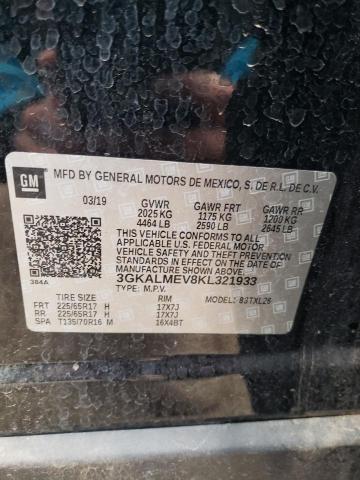 GM
MFD BY GENERAL MOTORS DE MEXICO, S. DE R.L. DE C.V.
03/19 GVWR GAWR FRT GAWR RR
2025 KG 1175 KG 1200 KG
4464 LB 2590 LB 2645 LB
THIS VEHICLE CONFORMS TO ALL APPLICABLE
U.S. FEDERAL MOTOR VEHICLE SAFETY,
BUMPER, AND THEFT PREVENTION STANDARDS
IN EFFECT ON THE DATE OF MANUFACTURE
SHOWN ABOVE.
384A 3GKALMEV8KL321933
TYPE: M.P.V. MODEL:
TIRE SIZE RIM
FRT 225/65R17 H 17X7J
RR 225/65R17 H 17X7J
SPA T135/70R16 M 16X4BT